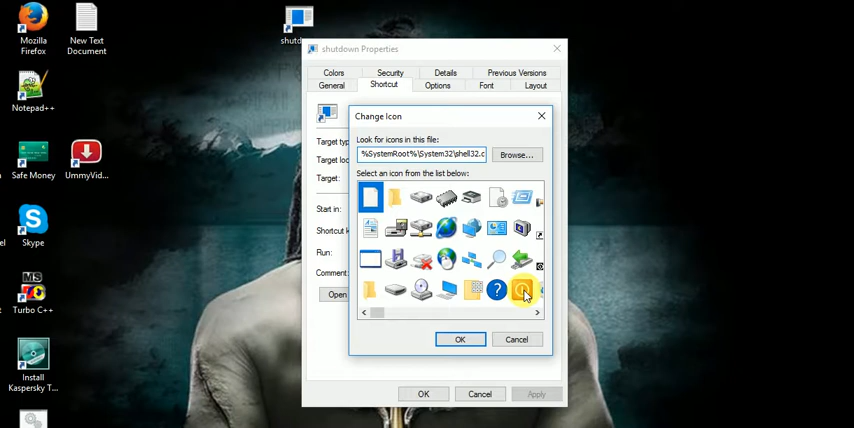 Mozilla
Firefox
New Text
Document
Notepad++
Safe Money
UmmyVid...
Skype
MS
Turbo C++
Install
Kaspersky T...
shutd
shutdown Properties
Colors
Security
Details
Previous Versions
General
Shortcut
Options
Font
Layout
Target typ
Target loc
Target:
Start in:
Shortcut k
Run:
Comment:
Open
Change Icon
Look for icons in this file:
%SystemRoot%\System32\shell32.c
Browse...
Select an icon from the list below:
OK
Cancel
OK
Cancel
Apply